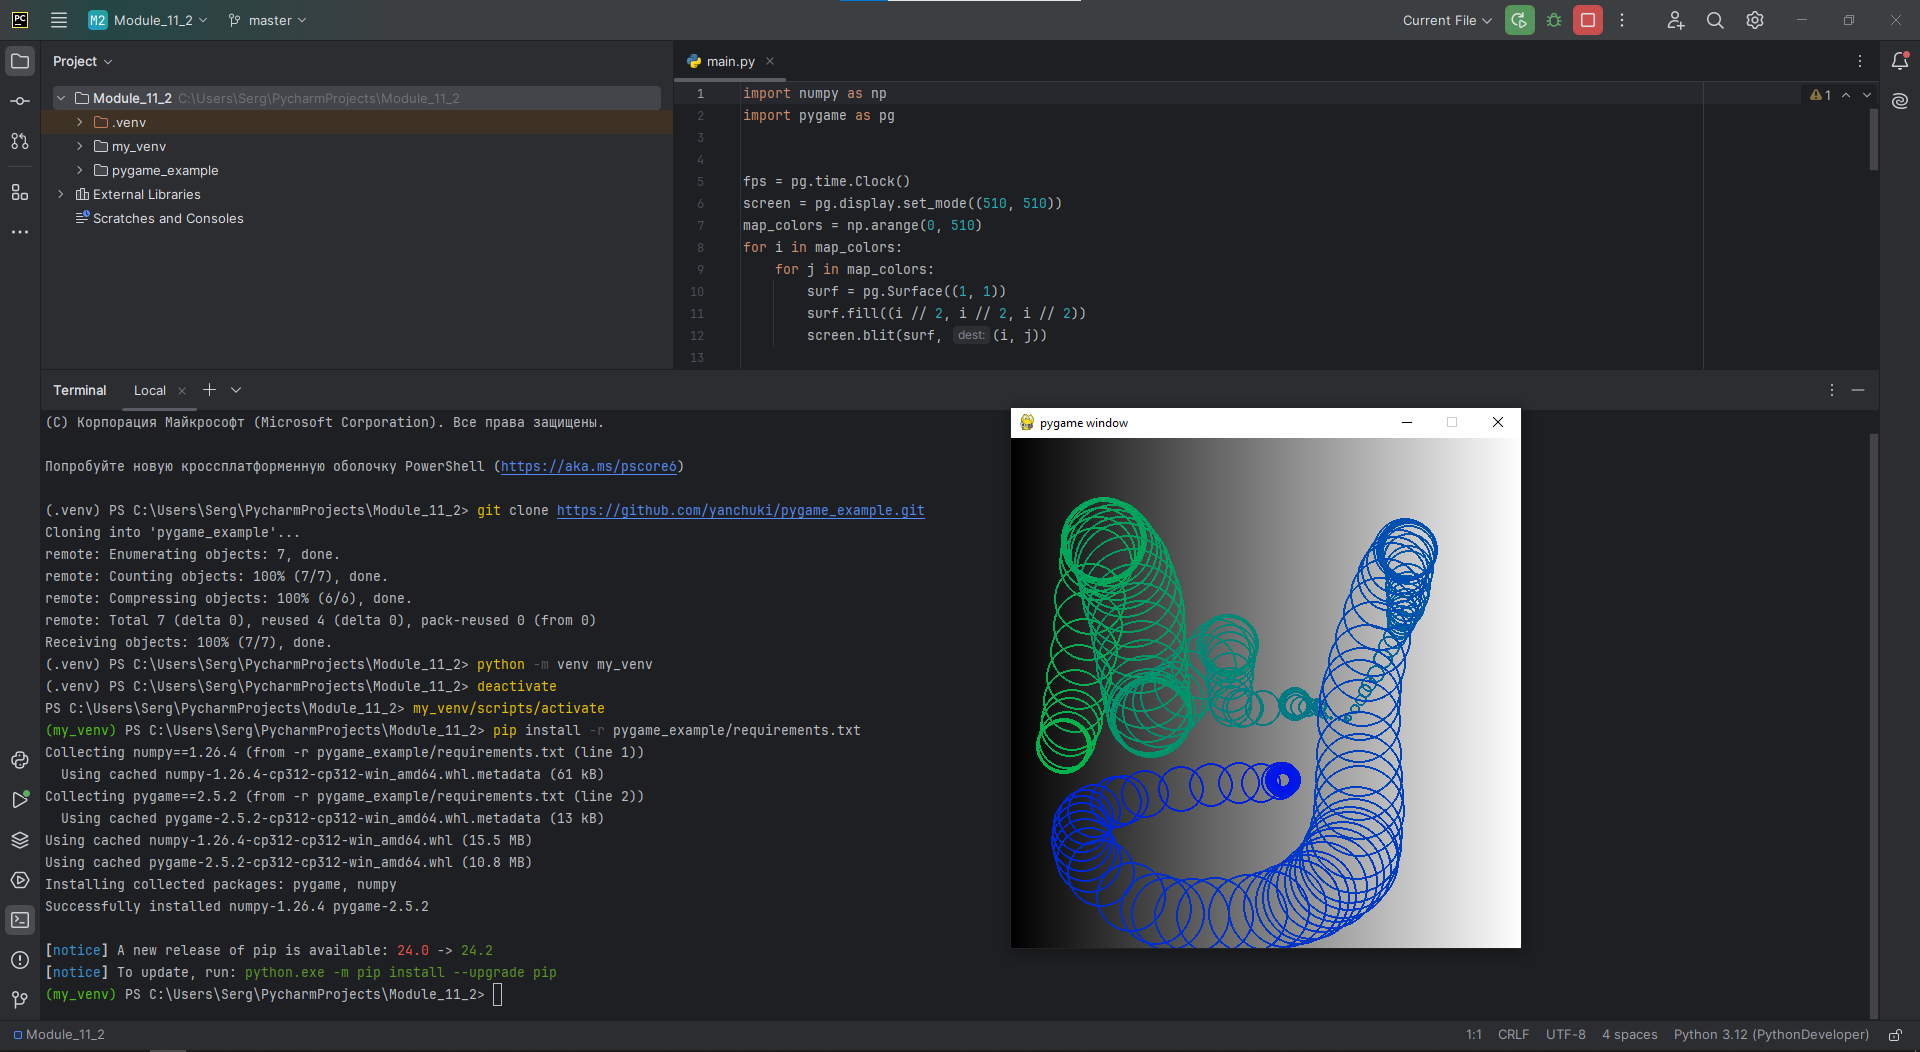 PC M2 Module_11_2 master Current File
Project
Module_11_2 C:\Users\Serg\PycharmProjects\Module_11_2
.venv
my_venv
pygame_example
External Libraries
Scratches and Consoles
main.py
1
1 import numpy as np
2 import pygame as pg
3
4
5 fps = pg.time.Clock()
6 screen = pg.display.set_mode((510, 510))
7 map_colors = np.arange(0, 510)
8 for i in map_colors:
9 for j in map_colors:
10 surf = pg.Surface((1, 1))
11 surf.fill((i // 2, i // 2, i // 2))
12 screen.blit(surf, dest: (i, j))
13
Terminal Local
(C) Корпорация Майкрософт (Microsoft Corporation). Все права защищены.
Попробуйте новую кроссплатформенную оболочку PowerShell (https://aka.ms/pscore6)
(.venv) PS C:\Users\Serg\PycharmProjects\Module_11_2> git clone https://github.com/yanchuki/pygame_example.git
Cloning into 'pygame_example'...
remote: Enumerating objects: 7, done.
remote: Counting objects: 100% (7/7), done.
remote: Compressing objects: 100% (6/6), done.
remote: Total 7 (delta 0), reused 4 (delta 0), pack-reused 0 (from 0)
Receiving objects: 100% (7/7), done.
(.venv) PS C:\Users\Serg\PycharmProjects\Module_11_2> python -m venv my_venv
(.venv) PS C:\Users\Serg\PycharmProjects\Module_11_2> deactivate
PS C:\Users\Serg\PycharmProjects\Module_11_2> my_venv/scripts/activate
(my_venv) PS C:\Users\Serg\PycharmProjects\Module_11_2> pip install -r pygame_example/requirements.txt
Collecting numpy==1.26.4 (from -r pygame_example/requirements.txt (line 1))
Using cached numpy-1.26.4-cp312-cp312-win_amd64.whl.metadata (61 kB)
Collecting pygame==2.5.2 (from -r pygame_example/requirements.txt (line 2))
Using cached pygame-2.5.2-cp312-cp312-win_amd64.whl.metadata (13 kB)
Using cached numpy-1.26.4-cp312-cp312-win_amd64.whl (15.5 MB)
Using cached pygame-2.5.2-cp312-cp312-win_amd64.whl (10.8 MB)
Installing collected packages: pygame, numpy
Successfully installed numpy-1.26.4 pygame-2.5.2
[notice] A new release of pip is available: 24.0 -> 24.2
[notice] To update, run: python.exe -m pip install --upgrade pip
(my_venv) PS C:\Users\Serg\PycharmProjects\Module_11_2>
pygame window
Module_11_2 1:1 CRLF UTF-8 4 spaces Python 3.12 (PythonDeveloper)